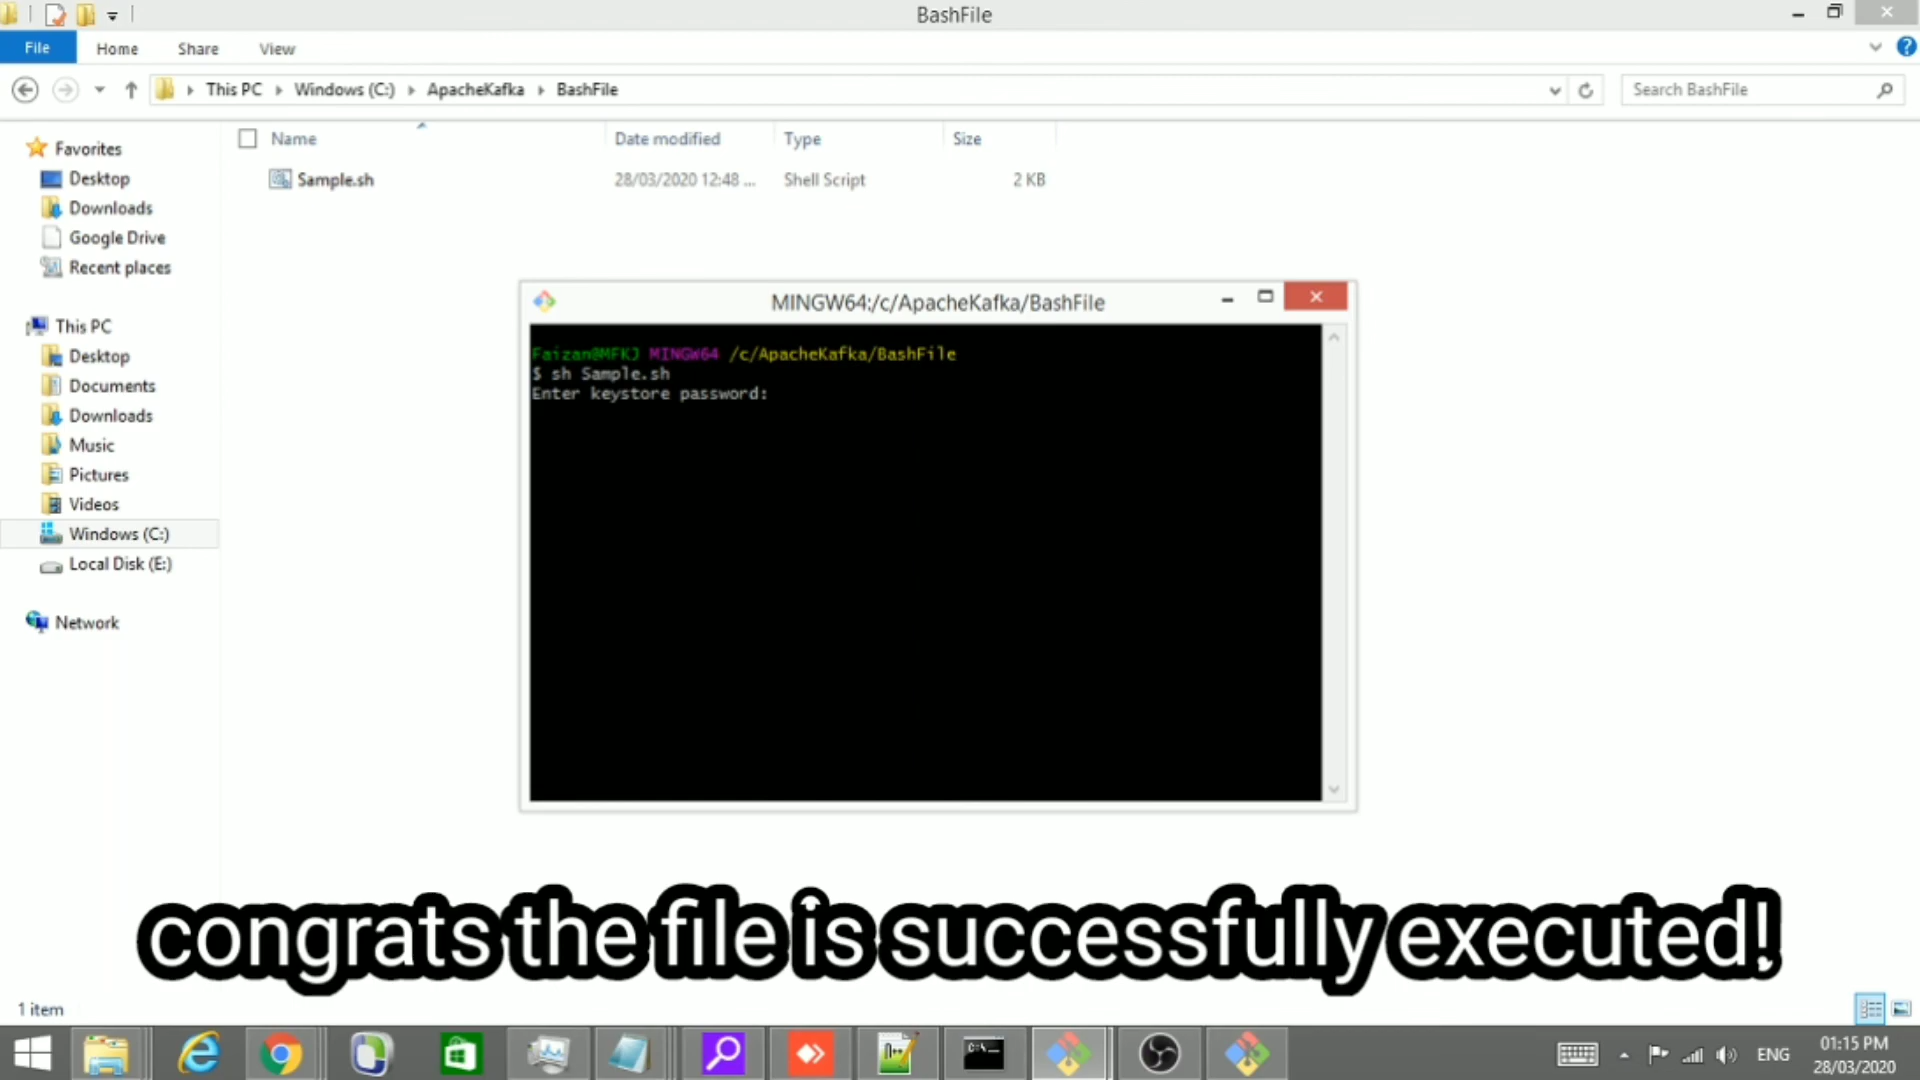 BashFile
File Home Share View
This PC Windows (C:) ApacheKafka BashFile
Search BashFile
Name Date modified Type Size
Sample.sh 28/03/2020 12:48 ... Shell Script 2 KB
Favorites
Desktop
Downloads
Google Drive
Recent places
This PC
Desktop
Documents
Downloads
Music
Pictures
Videos
Windows (C:)
Local Disk (E:)
Network
MINGW64:/c/ApacheKafka/BashFile
Faizan@MFKJ MINGW64 /c/ApacheKafka/BashFile
$ sh Sample.sh
Enter keystore password:
congrats the file is successfully executed!
1 item
ENG
01:15 PM
28/03/2020